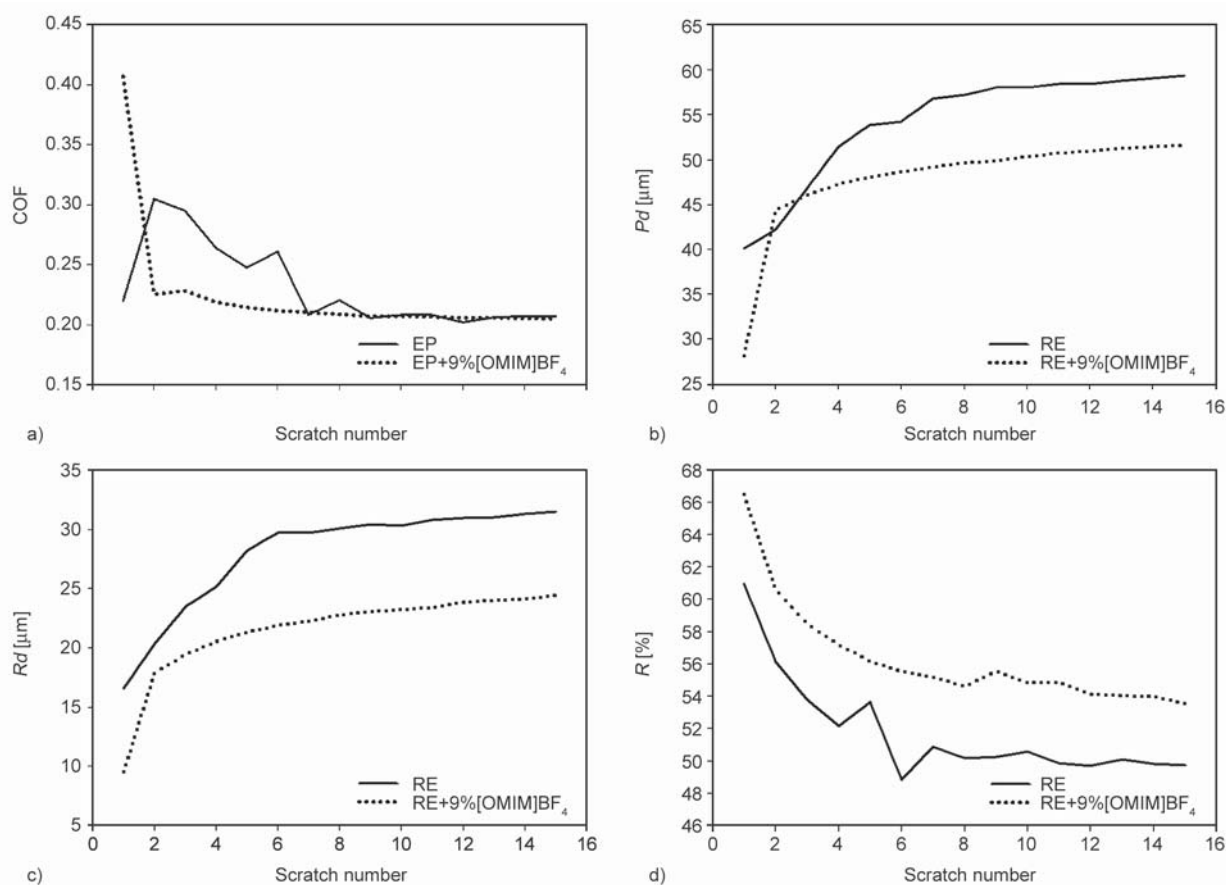 0.45
0.40
0.35
0.30
0.25
0.20
0.15
COF
EP
EP+9%[OMIM]BF₄
a)
Scratch number
65
60
55
50
45
40
35
30
25
Pd [µm]
RE
RE+9%[OMIM]BF₄
0 2 4 6 8 10 12 14 16
b)
Scratch number
35
30
25
20
15
10
5
Rd [µm]
RE
RE+9%[OMIM]BF₄
0 2 4 6 8 10 12 14 16
c)
Scratch number
68
66
64
62
60
58
56
54
52
50
48
46
R [%]
RE
RE+9%[OMIM]BF₄
0 2 4 6 8 10 12 14 16
d)
Scratch number